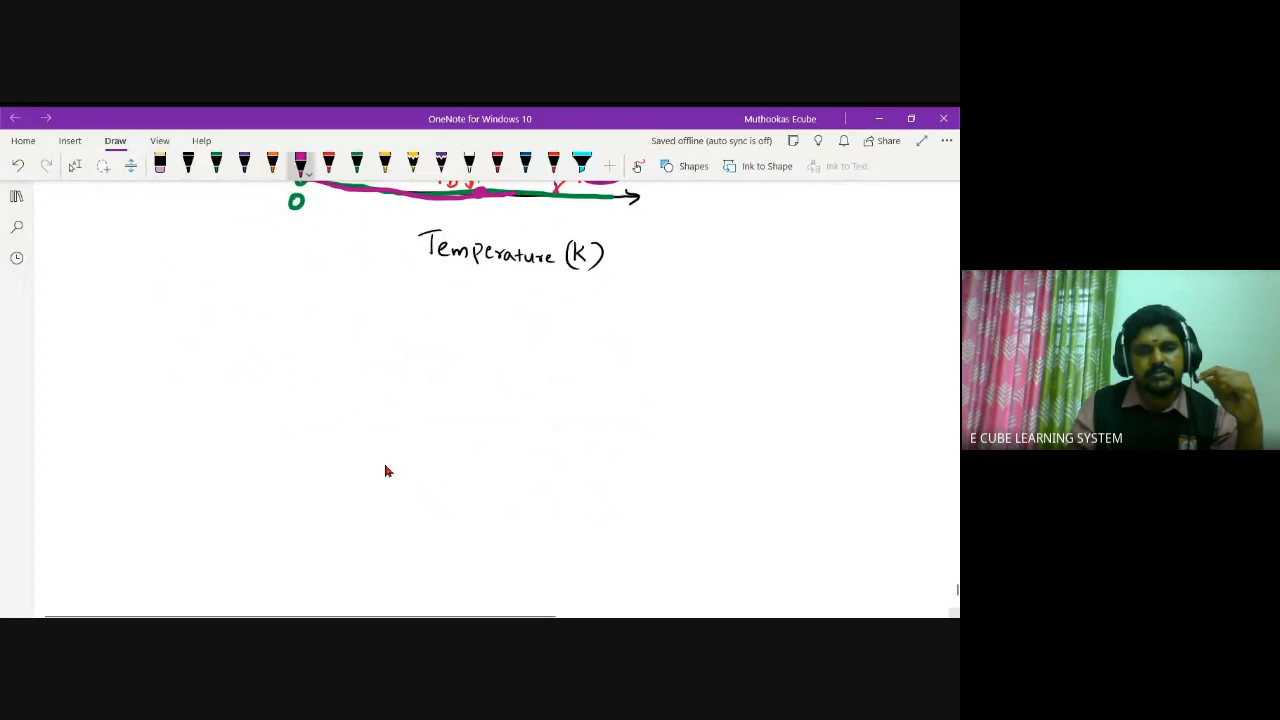 OneNote for Windows 10
Muthookas Ecube
Home Insert Draw View Help
Saved offline (auto sync is off)
Share
Shapes
Ink to Shape
Ink to Text
0
Temperature (K)
E CUBE LEARNING SYSTEM